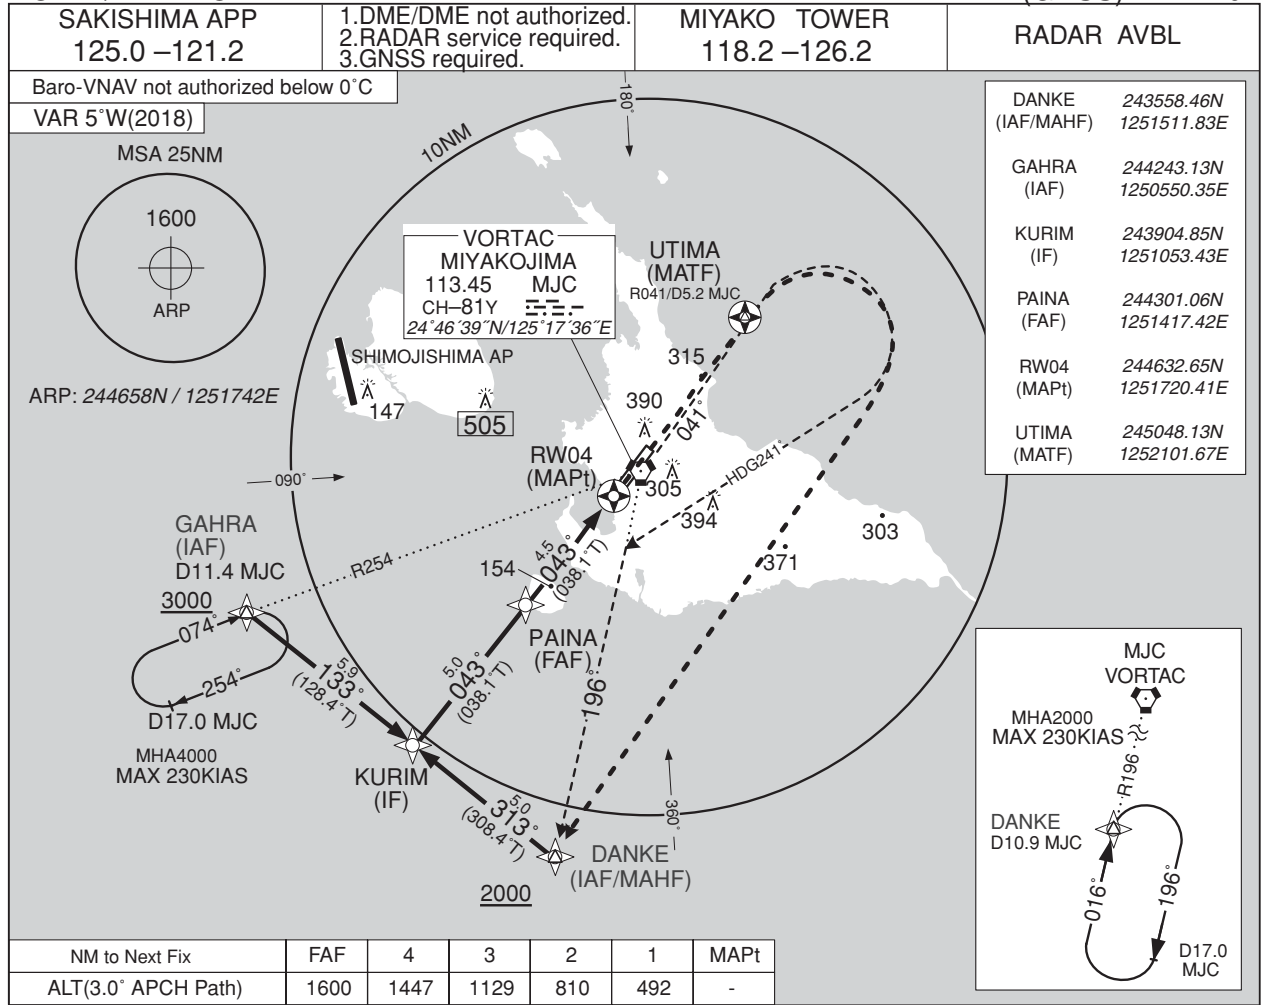 SAKISHIMA APP
125.0 –121.2
1.DME/DME not authorized.
2.RADAR service required.
3.GNSS required.
MIYAKO TOWER
118.2 –126.2
RADAR AVBL
Baro-VNAV not authorized below 0°C
VAR 5°W(2018)
MSA 25NM
1600
ARP
ARP: 244658N / 1251742E
10NM
180°
090°
360°
VORTAC
MIYAKOJIMA
113.45 MJC
CH–81Y
24°46´39˝N/125°17´36˝E
UTIMA
(MATF)
R041/D5.2 MJC
SHIMOJISHIMA AP
147
505
315
390
041°
RW04
(MAPt)
305
HDG241°
394
303
371
GAHRA
(IAF)
D11.4 MJC
3000
R254
074°
254°
D17.0 MJC
MHA4000
MAX 230KIAS
5.9
133°
(128.4°T)
154
4.5
043°
(038.1°T)
PAINA
(FAF)
5.0
043°
(038.1°T)
196°
KURIM
(IF)
5.0
313°
(308.4°T)
DANKE
(IAF/MAHF)
2000
DANKE 243558.46N
(IAF/MAHF) 1251511.83E
GAHRA 244243.13N
(IAF) 1250550.35E
KURIM 243904.85N
(IF) 1251053.43E
PAINA 244301.06N
(FAF) 1251417.42E
RW04 244632.65N
(MAPt) 1251720.41E
UTIMA 245048.13N
(MATF) 1252101.67E
MJC
VORTAC
MHA2000
MAX 230KIAS
R196
DANKE
D10.9 MJC
016°
196°
D17.0
MJC
NM to Next Fix FAF 4 3 2 1 MAPt
ALT(3.0° APCH Path) 1600 1447 1129 810 492 -